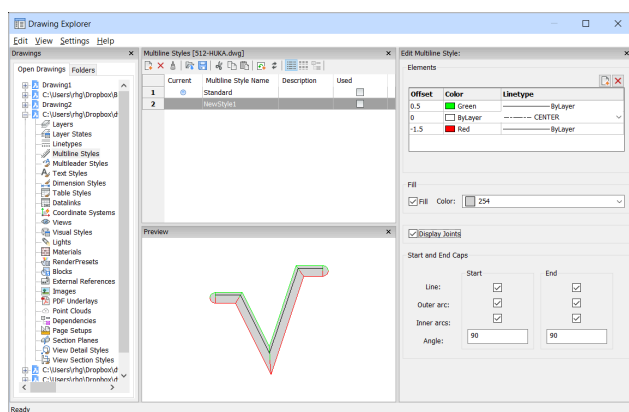 Drawing Explorer
Edit View Settings Help
Drawings
Open Drawings Folders
Drawing1
C:\Users\rhg\Dropbox\B
Drawing2
C:\Users\rhg\Dropbox\d
Layers
Layer States
Linetypes
Multiline Styles
Multileader Styles
Text Styles
Dimension Styles
Table Styles
Datalinks
Coordinate Systems
Views
Visual Styles
Lights
Materials
RenderPresets
Blocks
External References
Images
PDF Underlays
Point Clouds
Dependencies
Page Setups
Section Planes
View Detail Styles
View Section Styles
C:\Users\rhg\Dropbox\d
C:\Users\rhg\Dropbox\d
Ready
Multiline Styles [512-HUKA.dwg]
Current Multiline Style Name Description Used
1 Standard
2 NewStyle1
Preview
Edit Multiline Style:
Elements
Offset Color Linetype
0.5 Green ByLayer
0 ByLayer CENTER
-1.5 Red ByLayer
Fill
Fill Color: 254
Display Joints
Start and End Caps
Start End
Line:
Outer arc:
Inner arcs:
Angle: 90 90